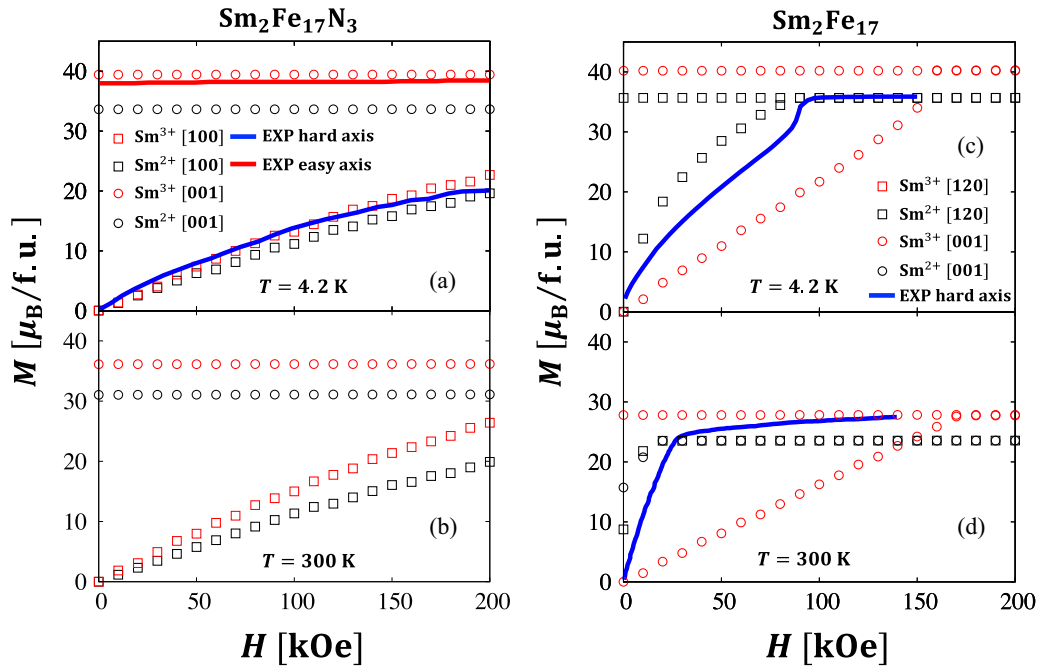 Sm₂Fe₁₇N₃
Sm₂Fe₁₇
M [μB/f.u.]
40
30
20
10
0
Sm³⁺ [100]
Sm²⁺ [100]
Sm³⁺ [001]
Sm²⁺ [001]
EXP hard axis
EXP easy axis
(a)
T = 4.2 K
40
30
20
10
0
(b)
T = 300 K
0 50 100 150 200
H [kOe]
M [μB/f.u.]
40
30
20
10
0
(c)
Sm³⁺ [120]
Sm²⁺ [120]
Sm³⁺ [001]
Sm²⁺ [001]
EXP hard axis
T = 4.2 K
40
30
20
10
0
(d)
T = 300 K
0 50 100 150 200
H [kOe]